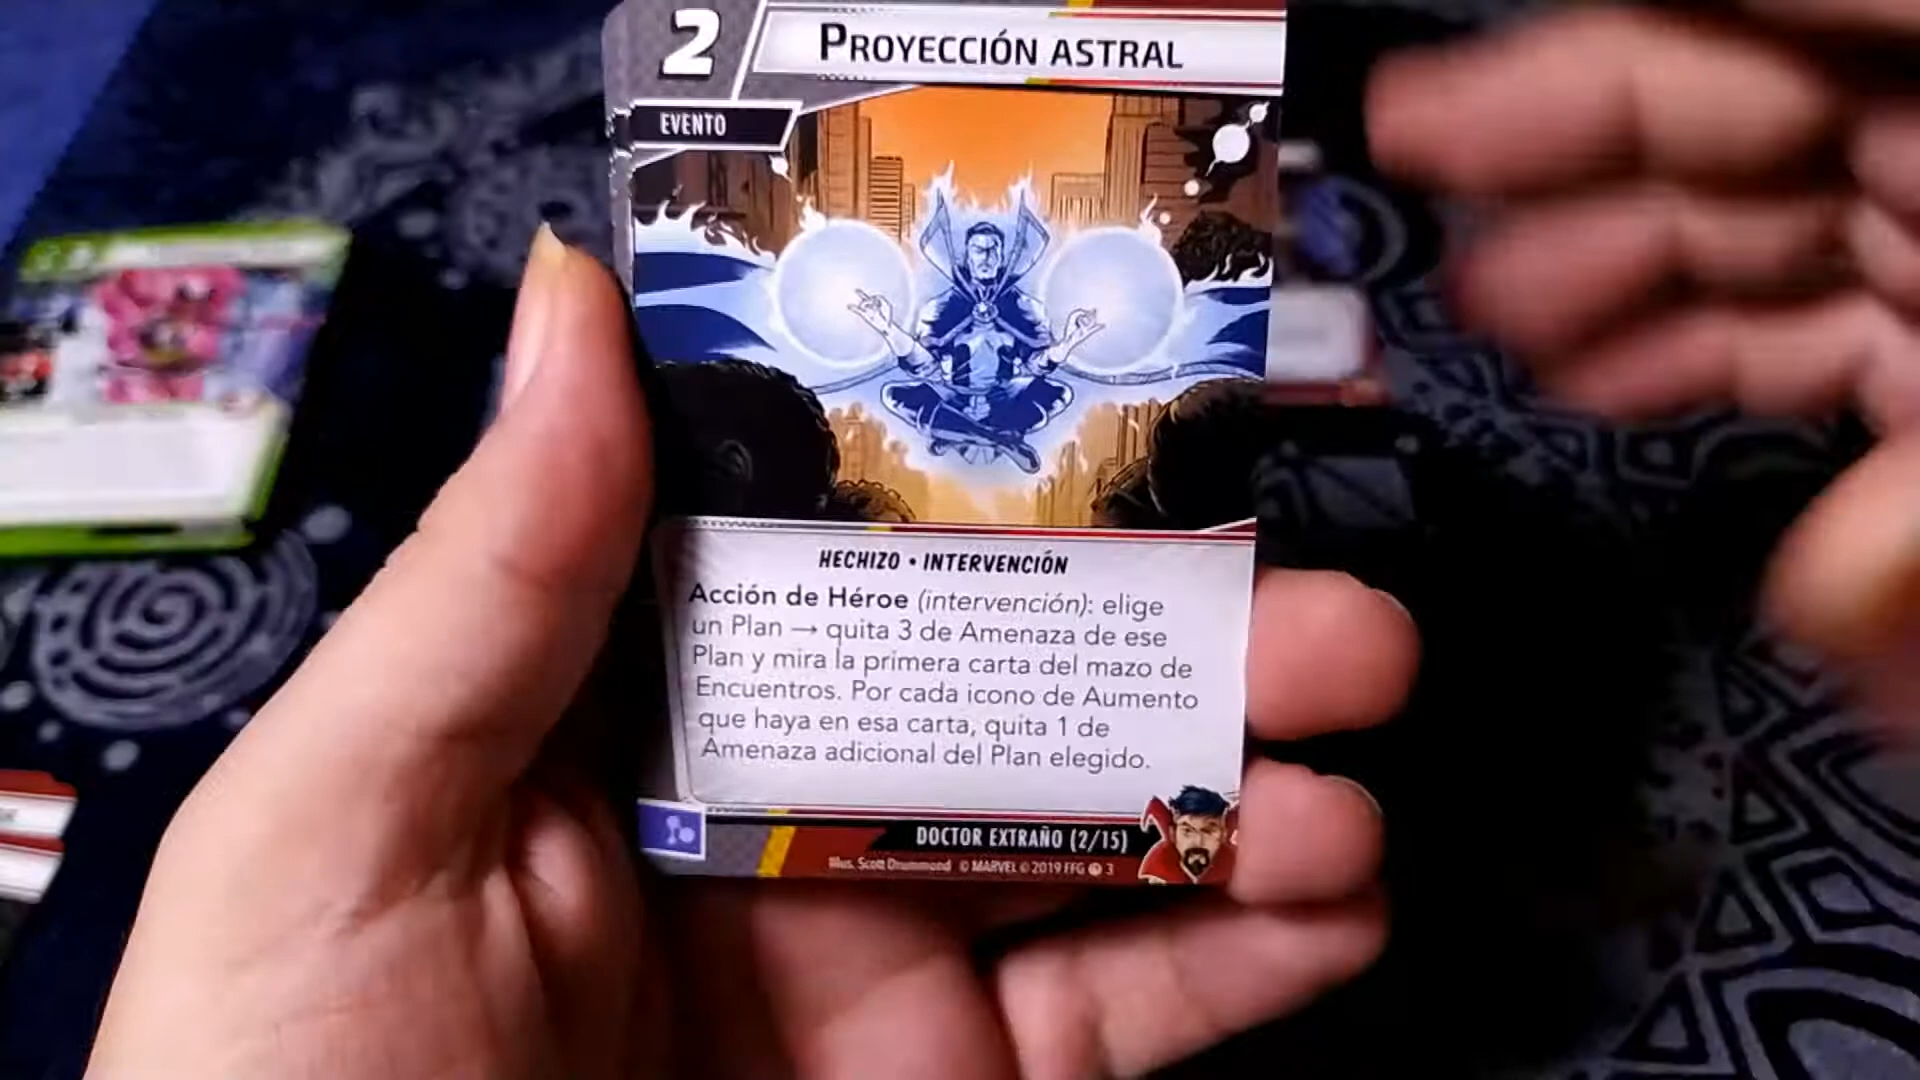 2
PROYECCIÓN ASTRAL
EVENTO
HECHIZO • INTERVENCIÓN
Acción de Héroe (intervención): elige
un Plan → quita 3 de Amenaza de ese
Plan y mira la primera carta del mazo de
Encuentros. Por cada icono de Aumento
que haya en esa carta, quita 1 de
Amenaza adicional del Plan elegido.
DOCTOR EXTRAÑO (2/15)
Illus. Scott Drummond © MARVEL © 2019 FFG 3